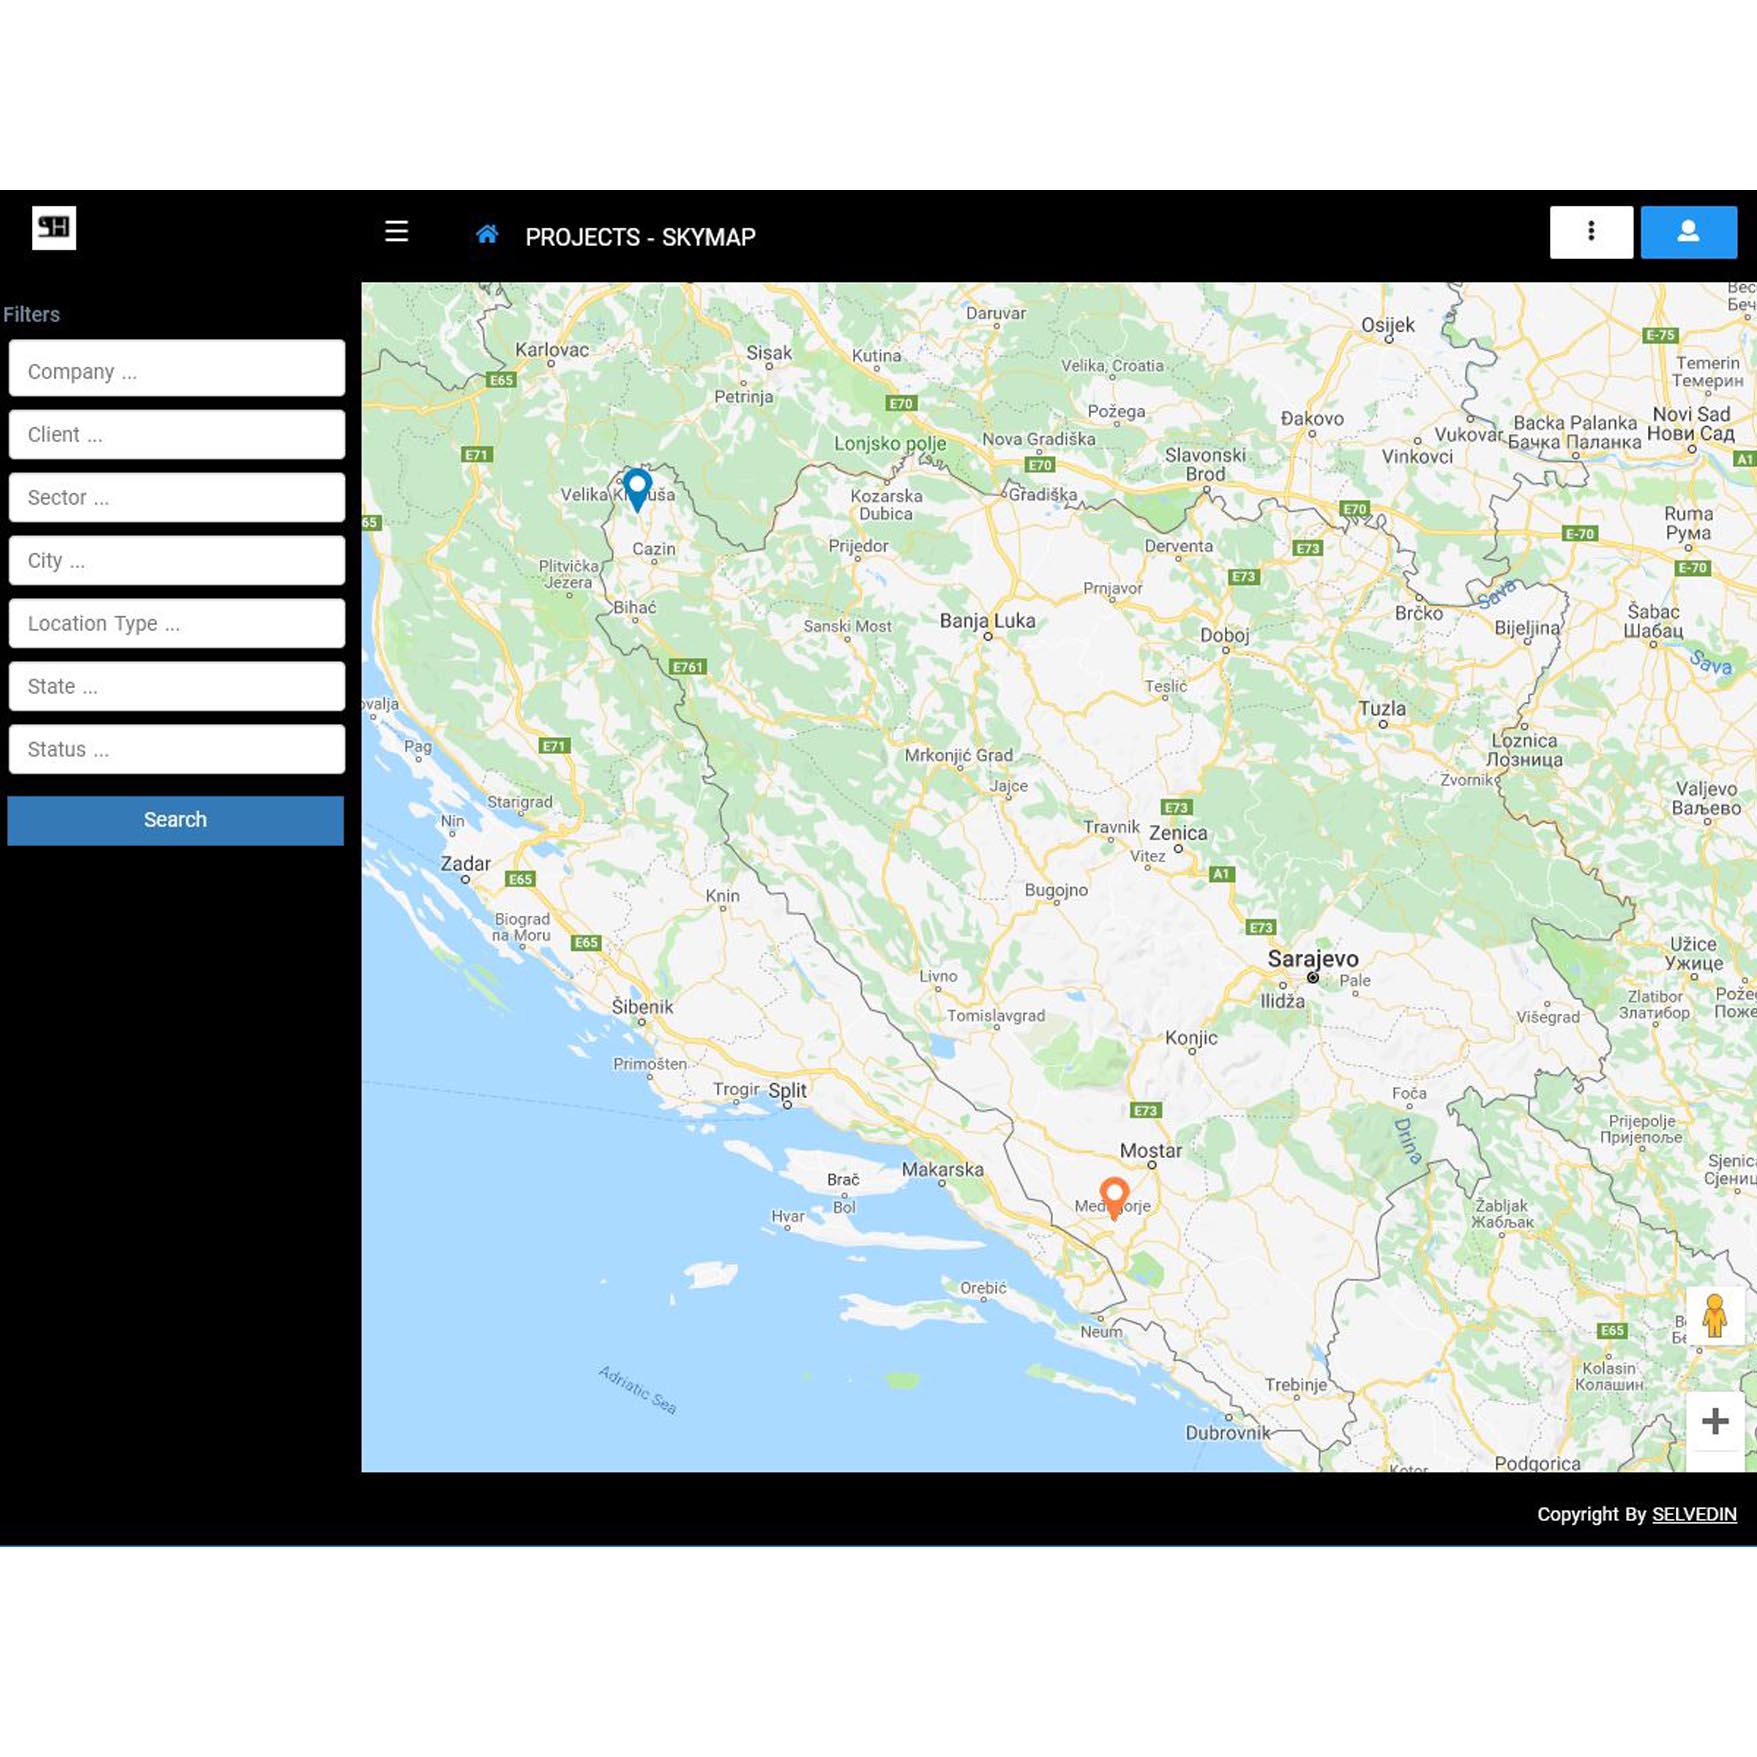 SH
PROJECTS - SKYMAP
Filters
Company ...
Client ...
Sector ...
City ...
Location Type ...
State ...
Status ...
Search
Daruvar
Osijek
E-75
Karlovac
Sisak
Kutina
Velika, Croatia
Temerin
Темерин
E65
Petrinja
E70
Požega
Đakovo
Backa Palanka
Бачка Паланка
Novi Sad
Нови Сад
Vukovar
E71
Lonjsko polje
Nova Gradiška
E70
Slavonski
Brod
Vinkovci
A1
Velika
Kozarska
Dubica
Gradiška
E70
Ruma
Рума
65
Cazin
Prijedor
Derventa
E73
E-70
Plitvička
Jezera
E73
E-70
Prnjavor
Sava
Bihać
Sanski Most
Banja Luka
Doboj
Brčko
Bijeljina
Šabac
Шабац
Sava
E761
Teslić
Tuzla
ovalja
Pag
E71
Mrkonjić Grad
Jajce
Loznica
Лозница
Zvornik
Valjevo
Ваљево
Starigrad
Nin
E73
Travnik
Zenica
Vitez
Zadar
E65
A1
Knin
Bugojno
Biograd
na Moru
E65
E73
Sarajevo
Pale
Ilidža
Užice
Ужице
Livno
Šibenik
Tomislavgrad
Višegrad
Zlatibor
Златибор
Konjic
Primošten
Trogir
Split
E73
Foča
Drina
Prijepolje
Пријепоље
Mostar
Makarska
Brač
Bol
Hvar
Žabljak
Жабљак
Orebić
Neum
E65
Adriatic Sea
Trebinje
Kolasin
Колашин
Dubrovnik
Podgorica
Copyright By SELVEDIN